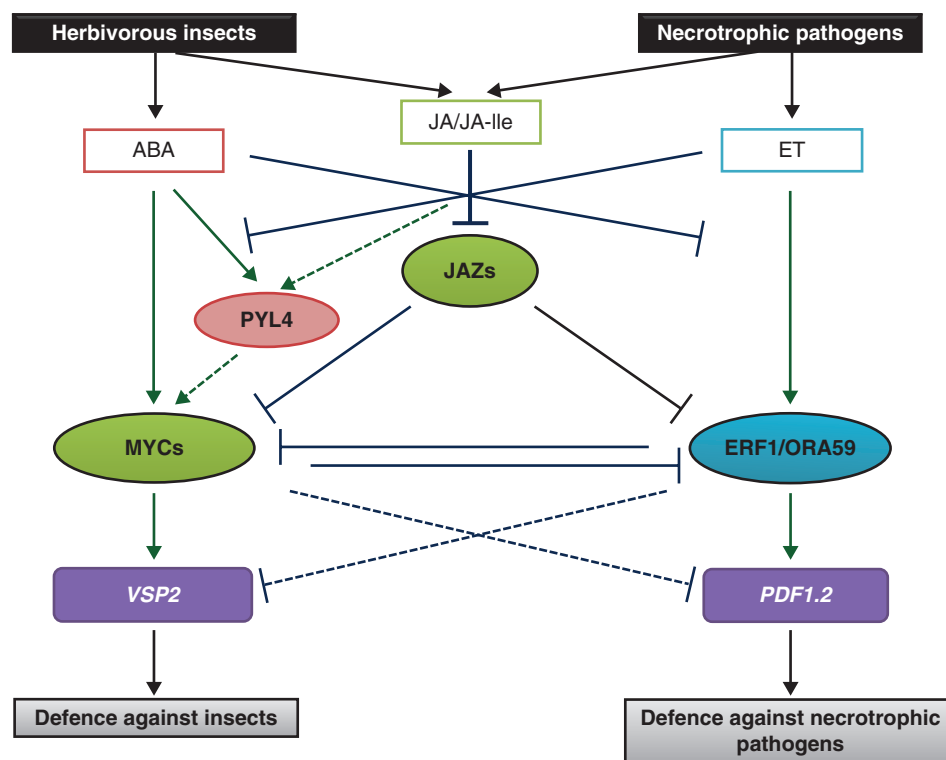 Herbivorous insects
Necrotrophic pathogens
JA/JA-Ile
ABA
ET
JAZs
PYL4
MYCs
ERF1/ORA59
VSP2
PDF1.2
Defence against insects
Defence against necrotrophic
pathogens